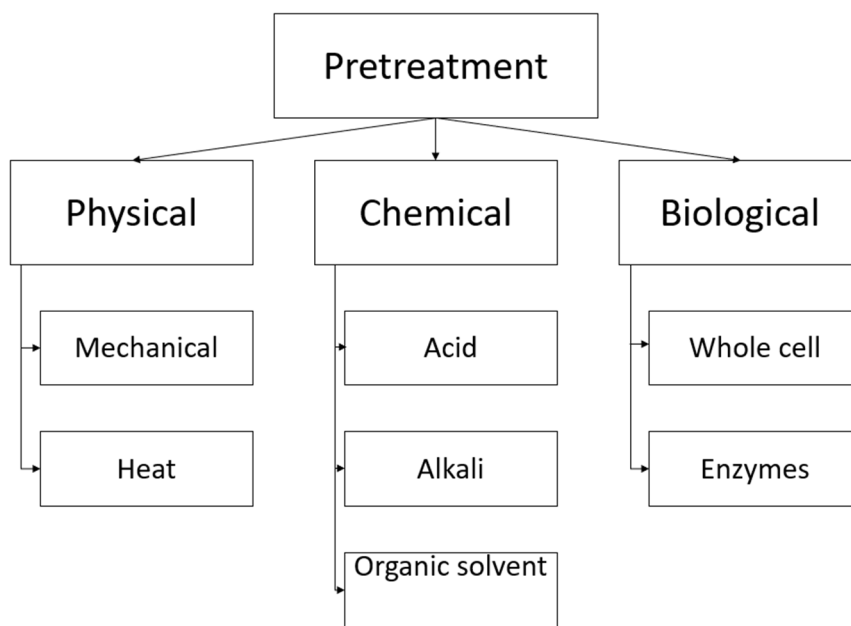 Pretreatment
Physical
Chemical
Biological
Mechanical
Acid
Whole cell
Heat
Alkali
Enzymes
Organic solvent